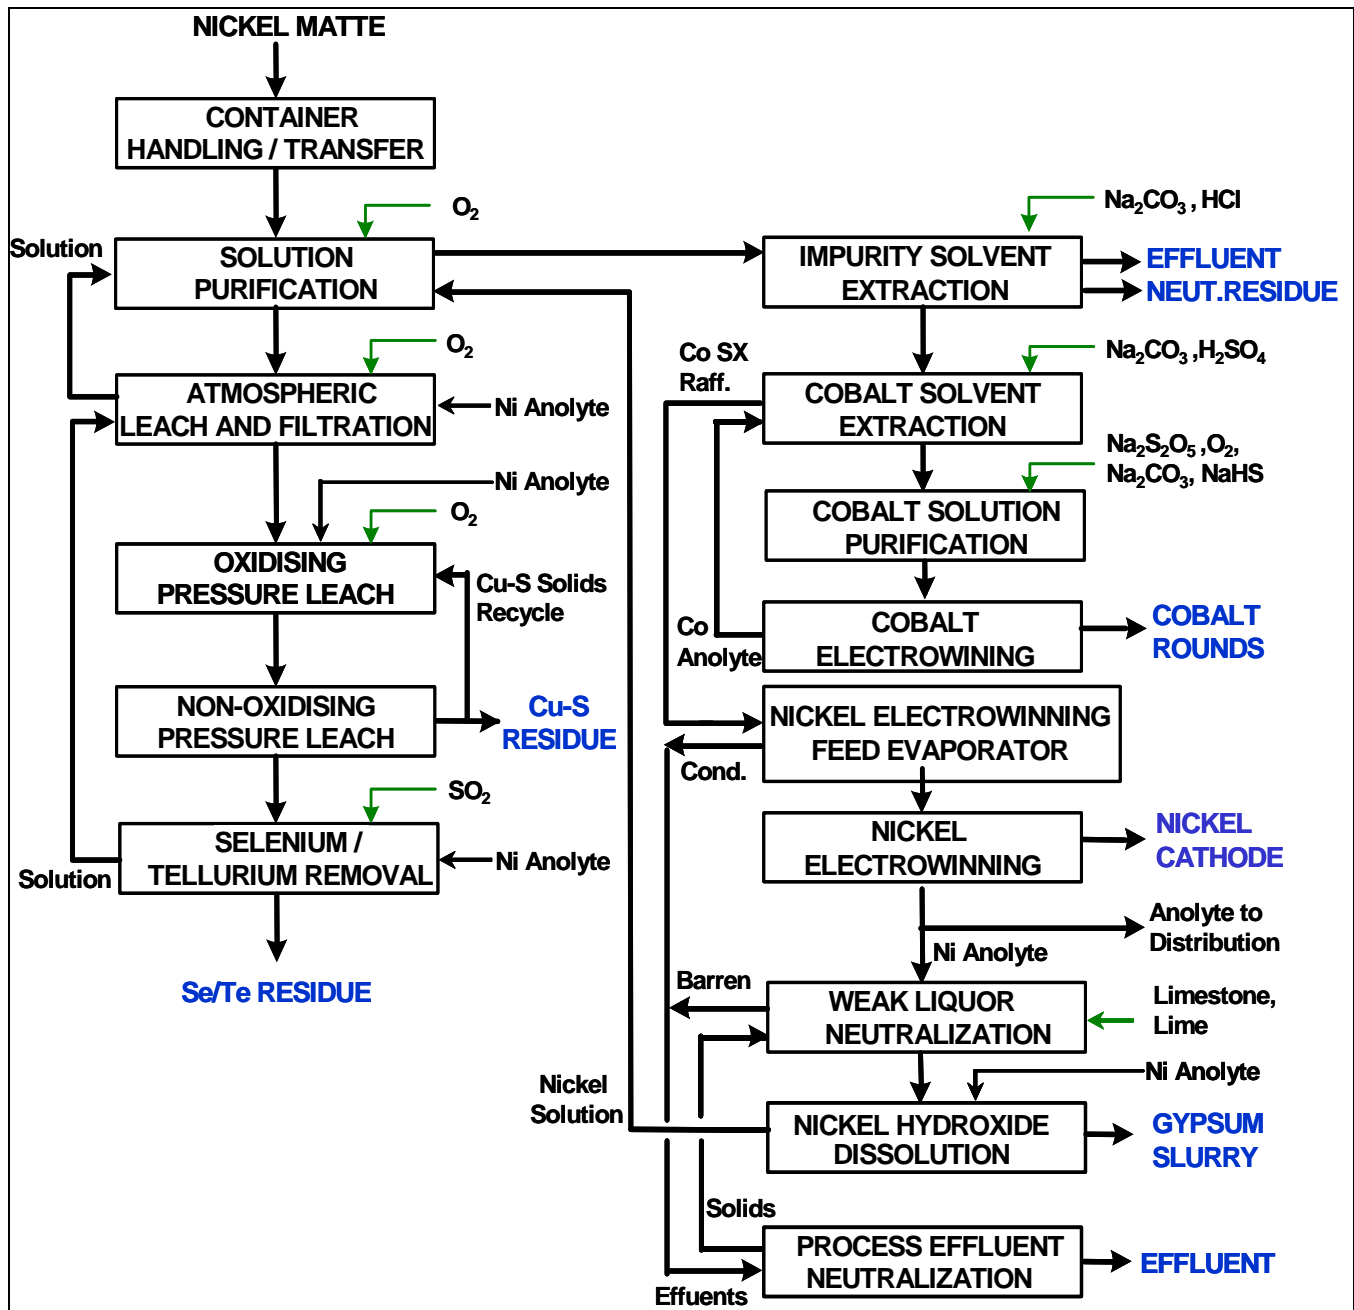 NICKEL MATTE
CONTAINER
HANDLING / TRANSFER
O₂
Solution
SOLUTION
PURIFICATION
O₂
ATMOSPHERIC
LEACH AND FILTRATION
Ni Anolyte
Ni Anolyte
O₂
OXIDISING
PRESSURE LEACH
Cu-S Solids
Recycle
NON-OXIDISING
PRESSURE LEACH
Cu-S
RESIDUE
SO₂
SELENIUM /
TELLURIUM REMOVAL
Ni Anolyte
Solution
Se/Te RESIDUE
Na₂CO₃ , HCl
IMPURITY SOLVENT
EXTRACTION
EFFLUENT
NEUT.RESIDUE
Co SX
Raff.
Na₂CO₃ ,H₂SO₄
COBALT SOLVENT
EXTRACTION
Na₂S₂O₅ ,O₂,
Na₂CO₃, NaHS
COBALT SOLUTION
PURIFICATION
Co
Anolyte
COBALT
ELECTROWINING
COBALT
ROUNDS
NICKEL ELECTROWINNING
FEED EVAPORATOR
Cond.
NICKEL
ELECTROWINNING
NICKEL
CATHODE
Anolyte to
Distribution
Ni Anolyte
Barren
WEAK LIQUOR
NEUTRALIZATION
Limestone,
Lime
Ni Anolyte
Nickel
Solution
NICKEL HYDROXIDE
DISSOLUTION
GYPSUM
SLURRY
Solids
PROCESS EFFLUENT
NEUTRALIZATION
EFFLUENT
Effuents